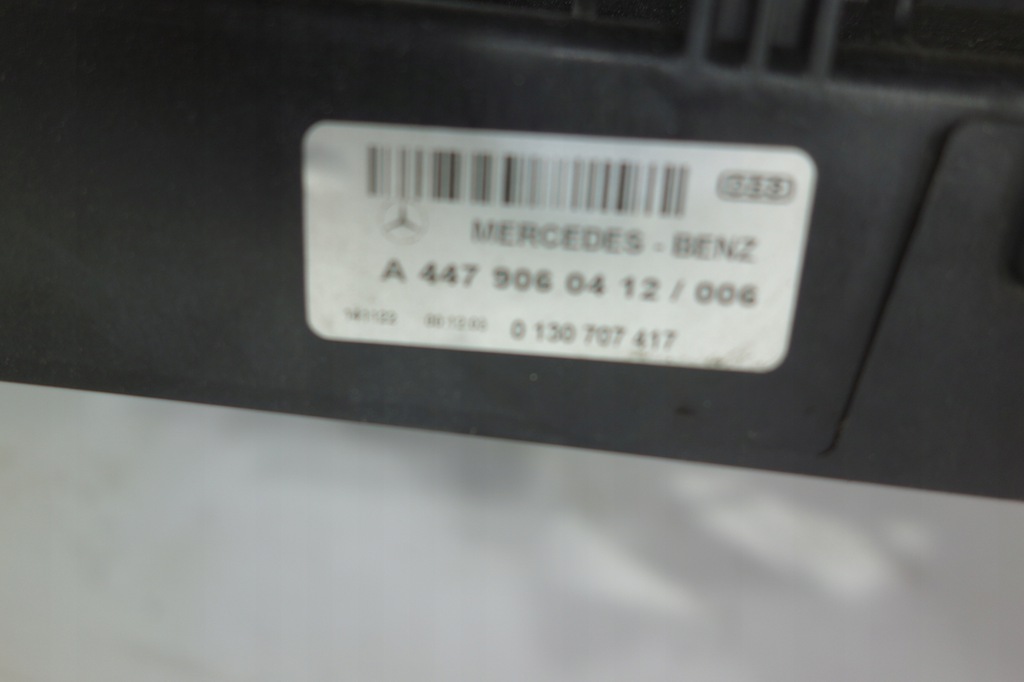 MERCEDES - BENZ
A 447 906 04 12 / 006
0 130 707 417